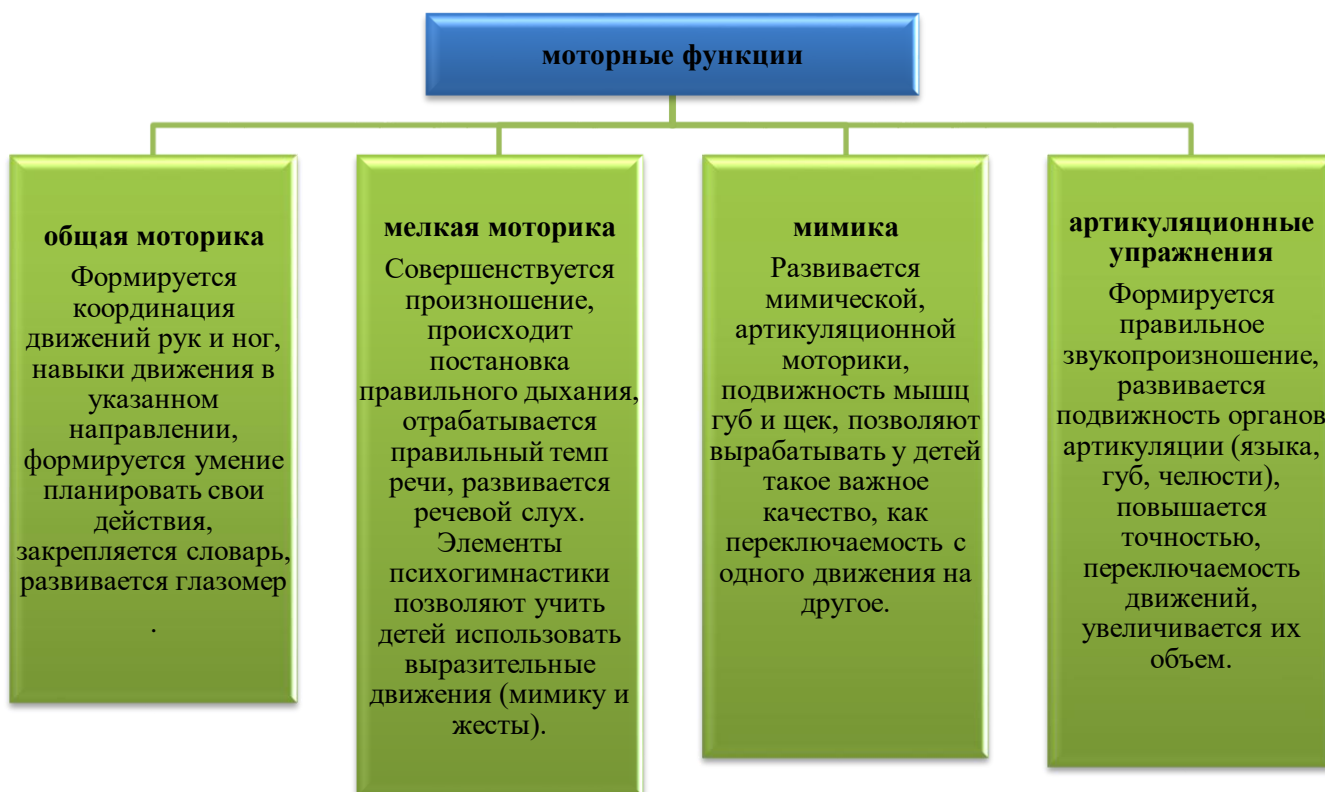 моторные функции
общая моторика
Формируется
координация
движений рук и ног,
навыки движения в
указанном
направлении,
формируется умение
планировать свои
действия,
закрепляется словарь,
развивается глазомер
.
мелкая моторика
Совершенствуется
произношение,
происходит
постановка
правильного дыхания,
отрабатывается
правильный темп
речи, развивается
речевой слух.
Элементы
психогимнастики
позволяют учить
детей использовать
выразительные
движения (мимику и
жесты).
мимика
Развивается
мимической,
артикуляционной
моторики,
подвижность мышц
губ и щек, позволяют
вырабатывать у детей
такое важное
качество, как
переключаемость с
одного движения на
другое.
артикуляционные
упражнения
Формируется
правильное
звукопроизношение,
развивается
подвижность органов
артикуляции (языка,
губ, челюсти),
повышается
точностью,
переключаемость
движений,
увеличивается их
объем.